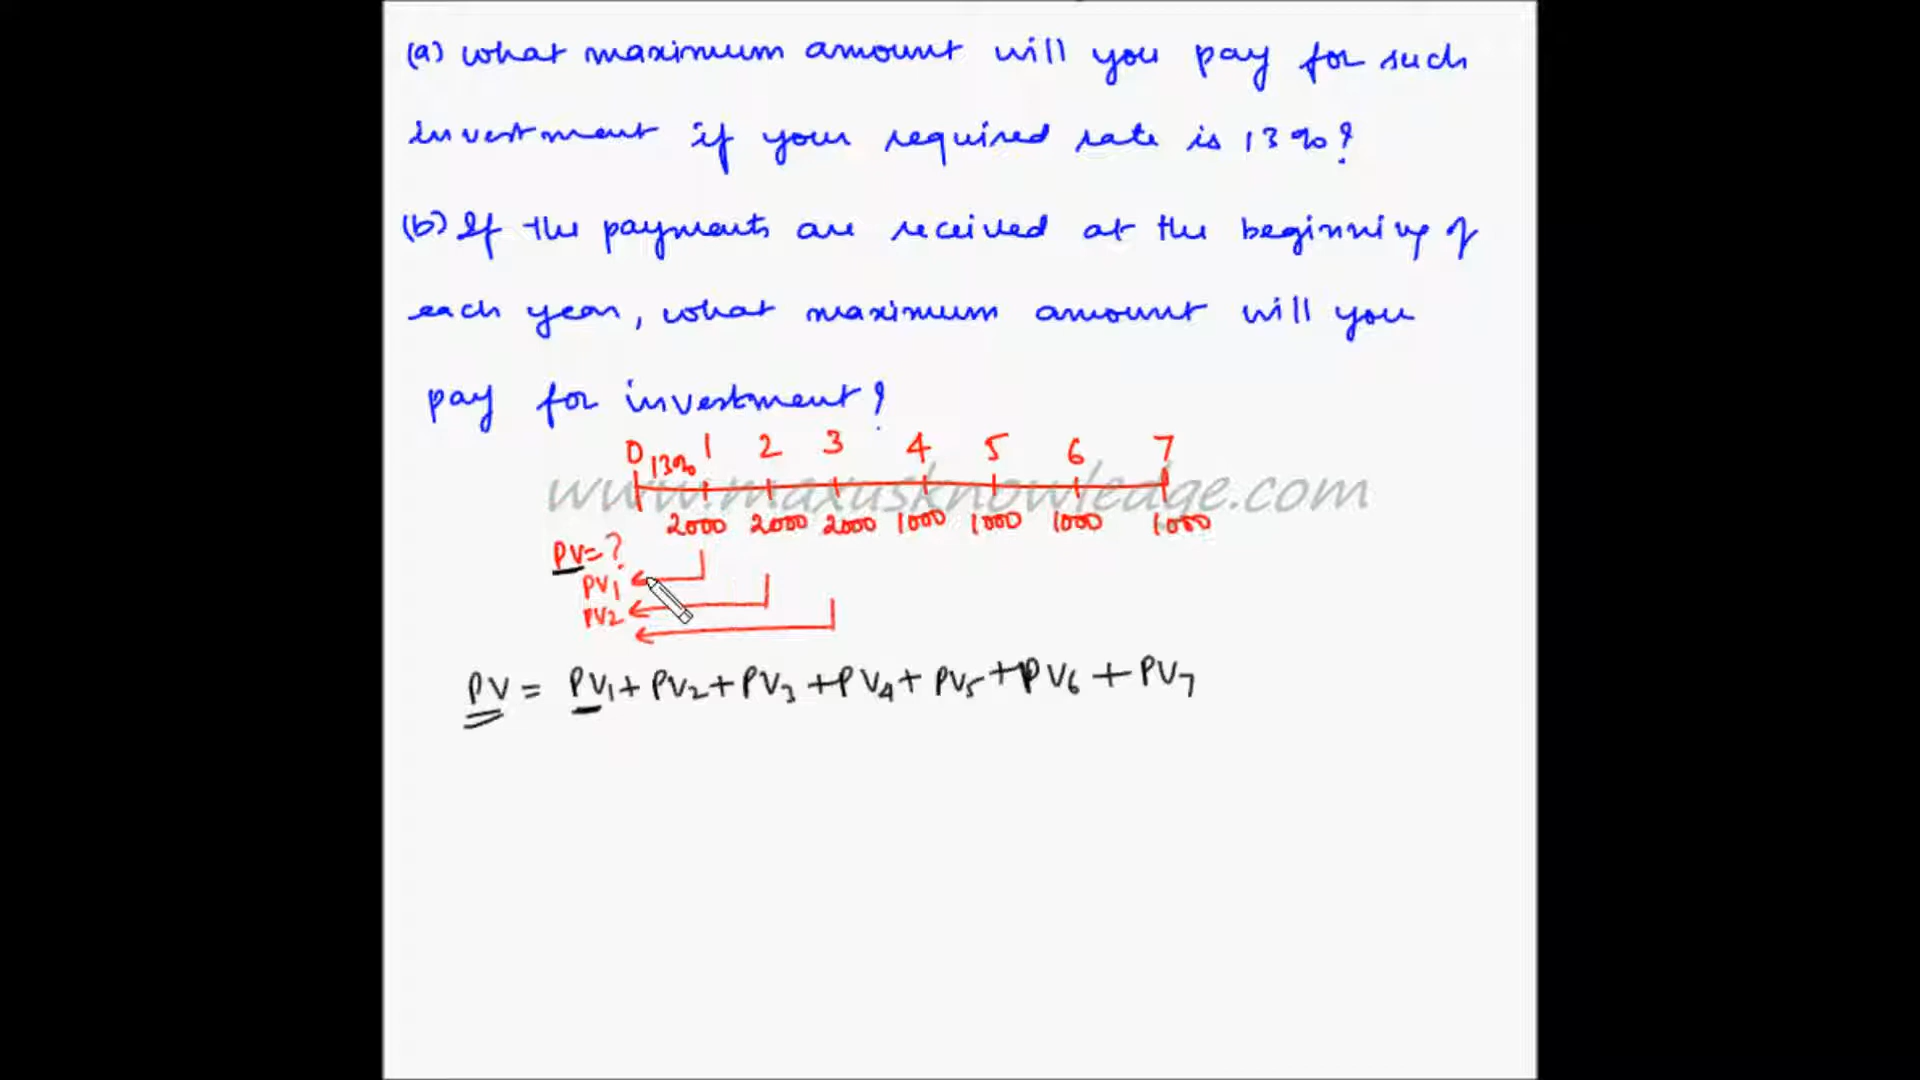 (a) what maximum amount will you pay for such
investment if your required rate is 13%?
(b) If the payments are received at the beginning of
each year, what maximum amount will you
pay for investment?
0 13% 1 2 3 4 5 6 7
www.maxusknowledge.com
2000 2000 2000 1000 1000 1000 1000
PV=?
PV1
PV2
PV = PV1+PV2+PV3+PV4+PV5+PV6+PV7